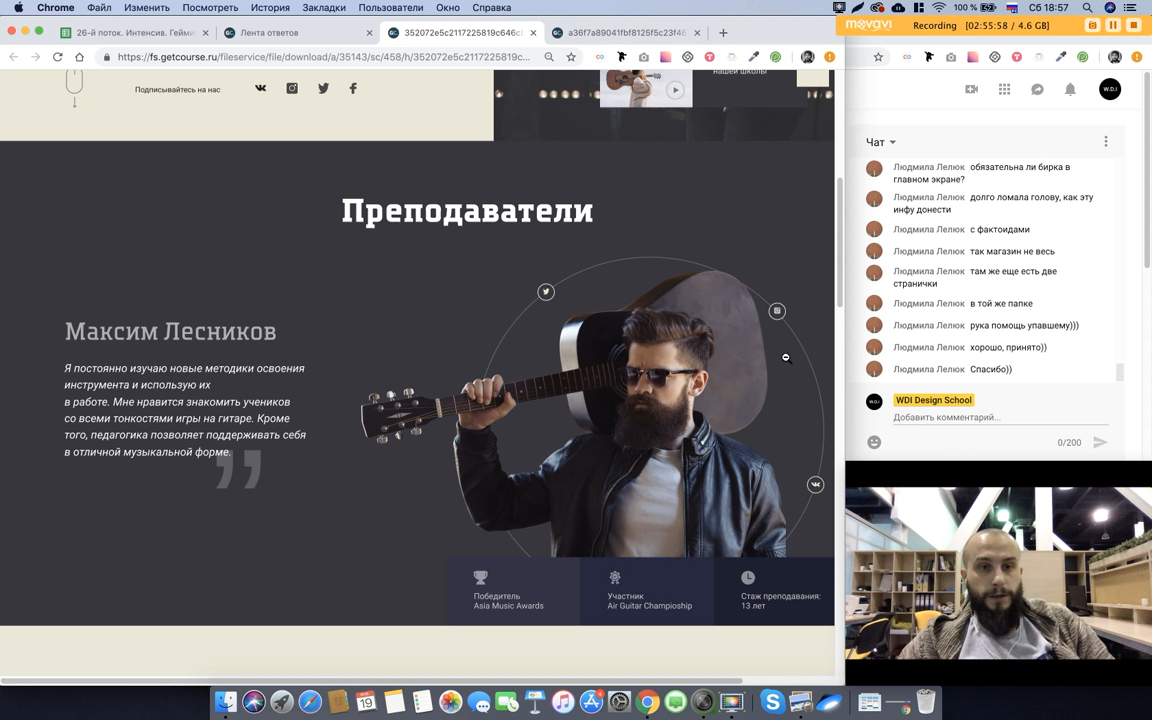 Chrome Файл Изменить Посмотреть История Закладки Пользователи Окно Справка
100 % Сб 18:57
movavi Recording [02:55:58 / 4.6 GB]
26-й поток. Интенсив. Гейми
Лента ответов
352072e5c2117225819c646c
a36f7a89041fbf8125f5c23f46
https://fs.getcourse.ru/fileservice/file/download/a/35143/sc/458/h/352072e5c2117225819c646c7...
нашей школы
Подписывайтесь на нас
Преподаватели
Максим Лесников
Я постоянно изучаю новые методики освоения
инструмента и использую их
в работе. Мне нравится знакомить учеников
со всеми тонкостями игры на гитаре. Кроме
того, педагогика позволяет поддерживать себя
в отличной музыкальной форме.
Победитель
Asia Music Awards
Участник
Air Guitar Champioship
Стаж преподавания:
13 лет
W.D.I
Чат
Людмила Лелюк обязательна ли бирка в
главном экране?
Людмила Лелюк долго ломала голову, как эту
инфу донести
Людмила Лелюк с фактоидами
Людмила Лелюк так магазин не весь
Людмила Лелюк там же еще есть две
странички
Людмила Лелюк в той же папке
Людмила Лелюк рука помощь упавшему)))
Людмила Лелюк хорошо, принято))
Людмила Лелюк Спасибо))
WDI Design School
Добавить комментарий...
0/200